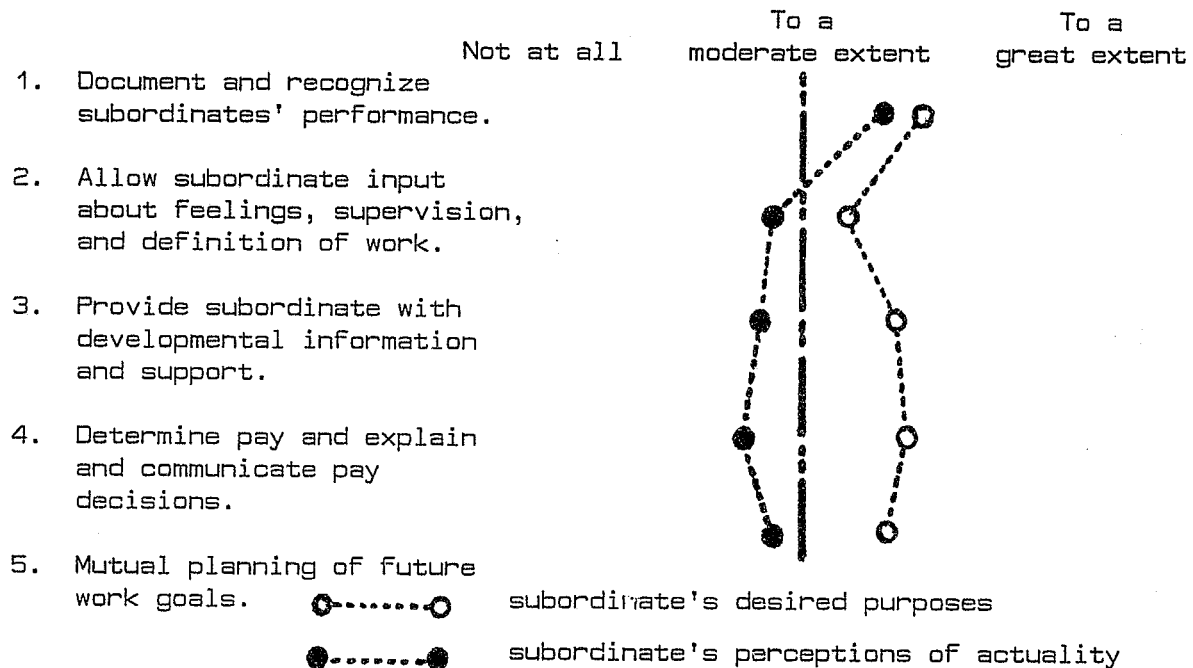 To a
To a
Not at all
moderate extent
great extent
1. Document and recognize
subordinates' performance.
2. Allow subordinate input
about feelings, supervision,
and definition of work.
3. Provide subordinate with
developmental information
and support.
4. Determine pay and explain
and communicate pay
decisions.
5. Mutual planning of future
work goals.
subordinate's desired purposes
subordinate's perceptions of actuality